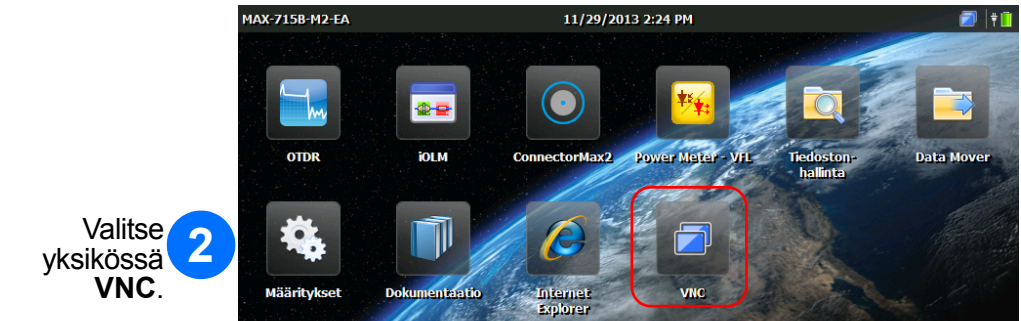 MAX-715B-M2-EA 11/29/2013 2:24 PM
OTDR iOLM ConnectorMax2 Power Meter - VFL Tiedoston-
hallinta Data Mover
Valitse
yksikössä
VNC.
2
Määritykset Dokumentaatio Internet
Explorer VNC